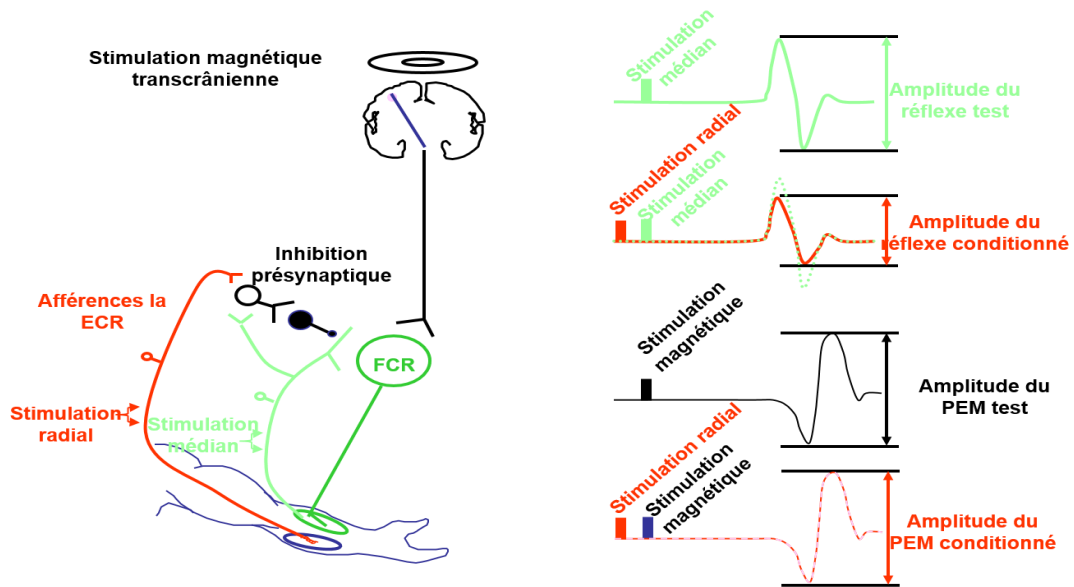 Stimulation magnétique
transcrânienne
Inhibition
présynaptique
Afférences la
ECR
FCR
Stimulation
radial
Stimulation
médian
Stimulation
médian
Amplitude du
réflexe test
Stimulation radial
Stimulation
médian
Amplitude du
réflexe conditionné
Stimulation
magnétique
Amplitude du
PEM test
Stimulation radial
Stimulation
magnétique
Amplitude du
PEM conditionné